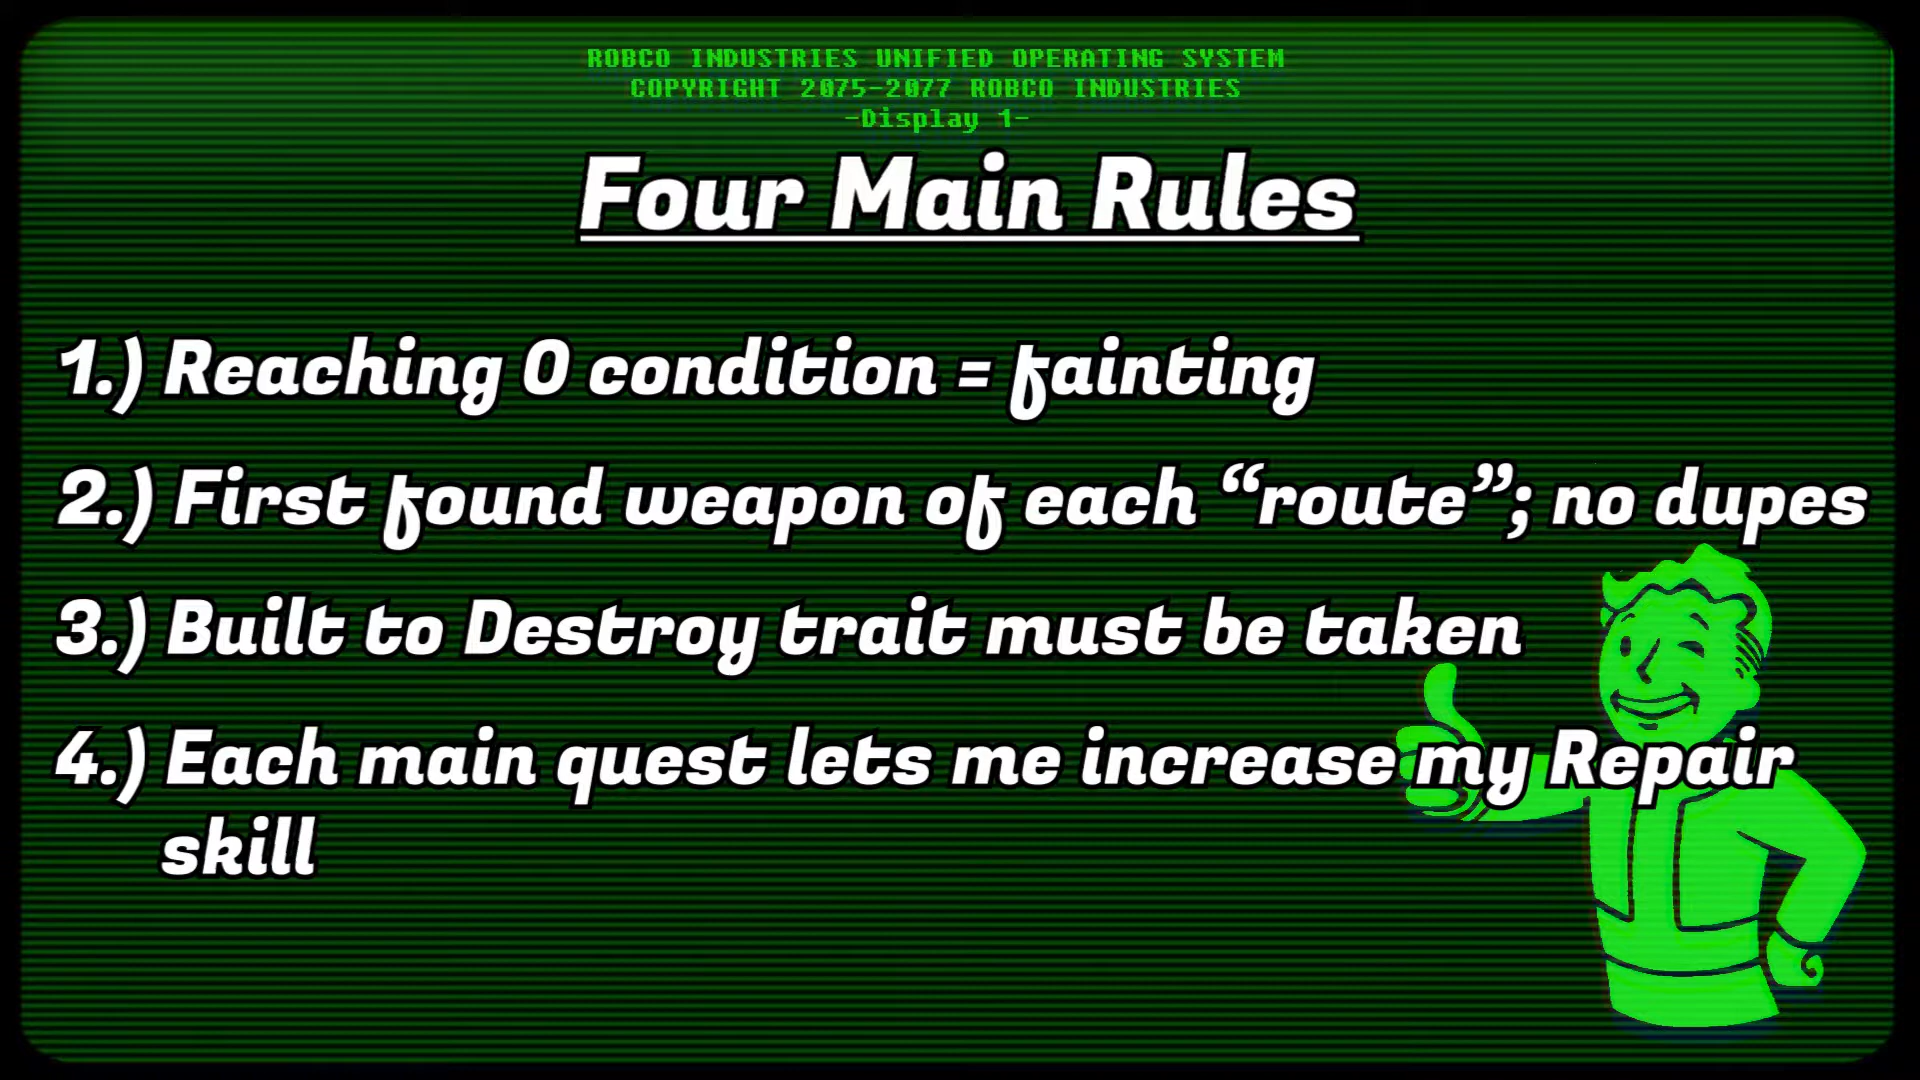 ROBCO INDUSTRIES UNIFIED OPERATING SYSTEM
COPYRIGHT 2075-2077 ROBCO INDUSTRIES
-Display 1-
Four Main Rules
1.) Reaching 0 condition = fainting
2.) First found weapon of each “route”; no dupes
3.) Built to Destroy trait must be taken
4.) Each main quest lets me increase my Repair
skill